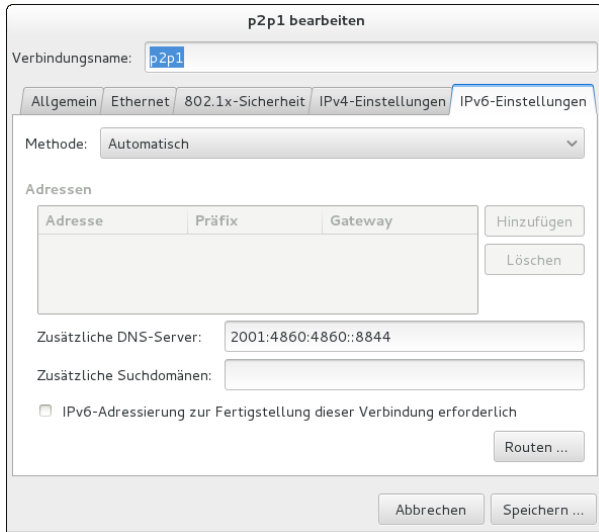 p2p1 bearbeiten
Verbindungsname: p2p1
Allgemein Ethernet 802.1x-Sicherheit IPv4-Einstellungen IPv6-Einstellungen
Methode: Automatisch
Adressen
Adresse Präfix Gateway Hinzufügen
Löschen
Zusätzliche DNS-Server: 2001:4860:4860::8844
Zusätzliche Suchdomänen:
IPv6-Adressierung zur Fertigstellung dieser Verbindung erforderlich
Routen ...
Abbrechen Speichern ...